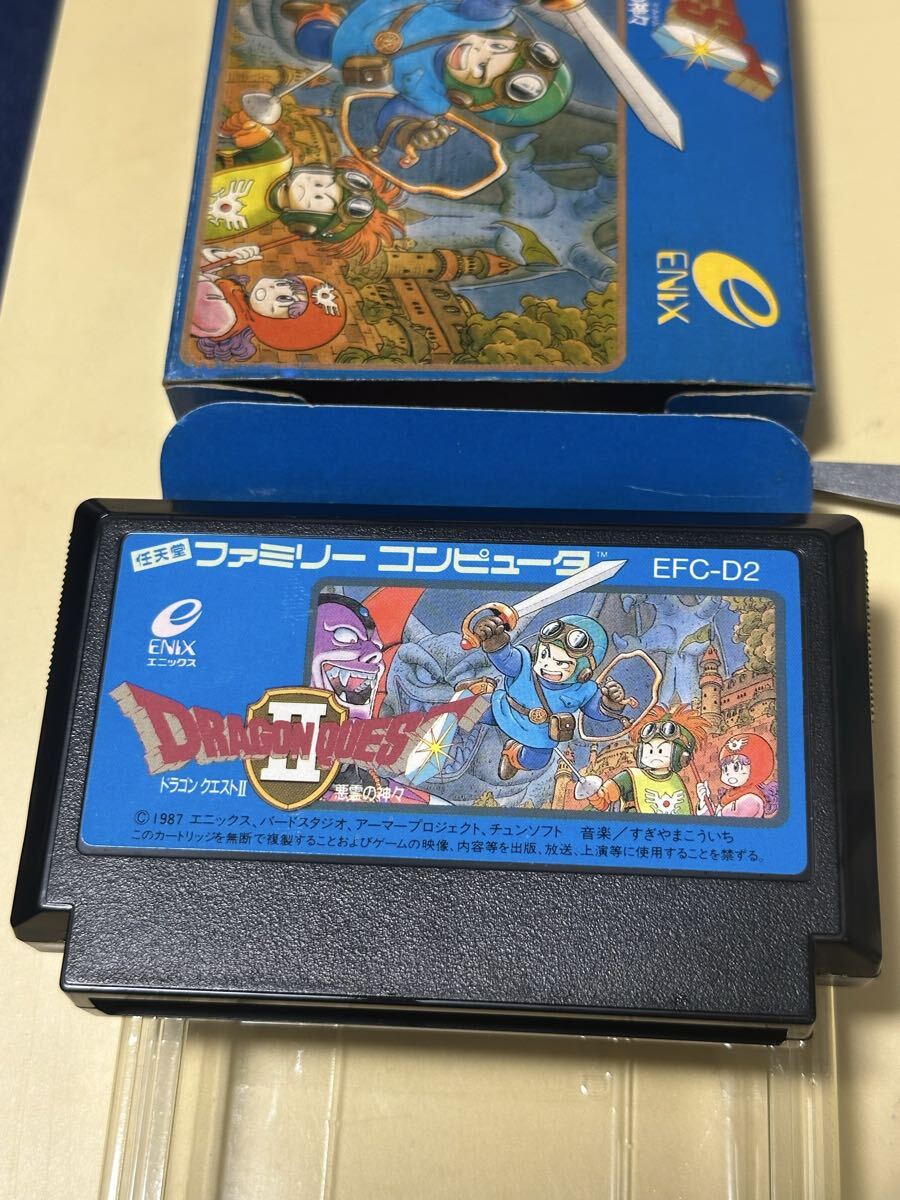 神々
ENIX
任天堂 ファミリー コンピュータ™ EFC-D2
ENIX
エニックス
DRAGON QUEST
II
ドラゴン クエストII 悪霊の神々
©1987 エニックス、バードスタジオ、アーマープロジェクト、チュンソフト 音楽/すぎやまこういち
このカートリッジを無断で複製することおよびゲームの映像、内容等を出版、放送、上演等に使用することを禁ずる。